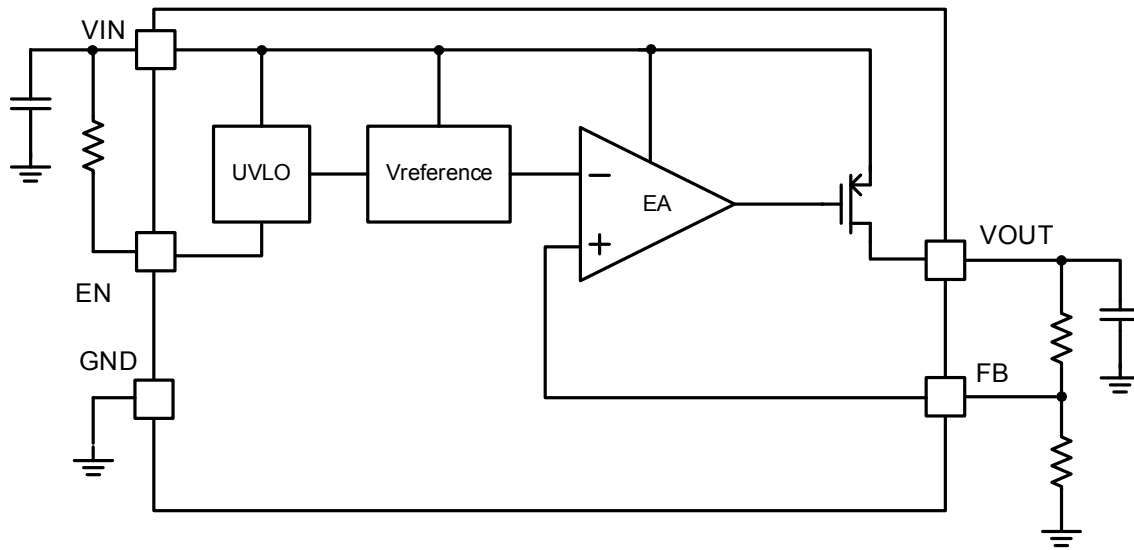 VIN
UVLO
Vreference
−
EA
+
VOUT
EN
GND
FB